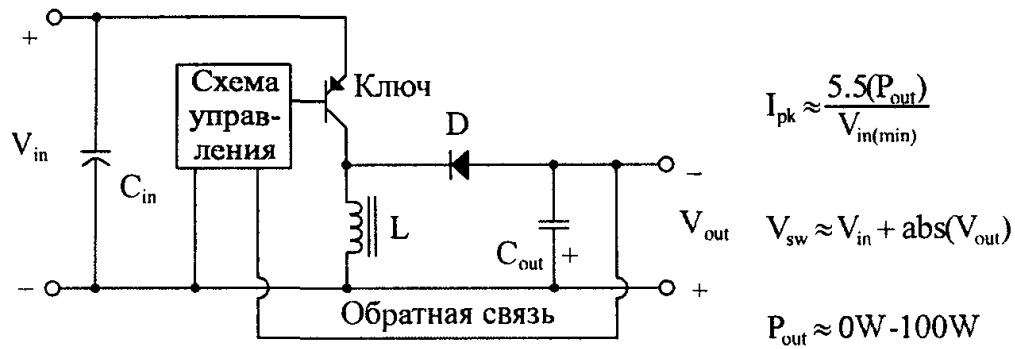 +
Схема
управ-
ления
Ключ
D
V_in
C_in
L
C_out
+
−
V_out
−
+
Обратная связь
I_pk ≈ 5.5(P_out) / V_in(min)
V_sw ≈ V_in + abs(V_out)
P_out ≈ 0W-100W